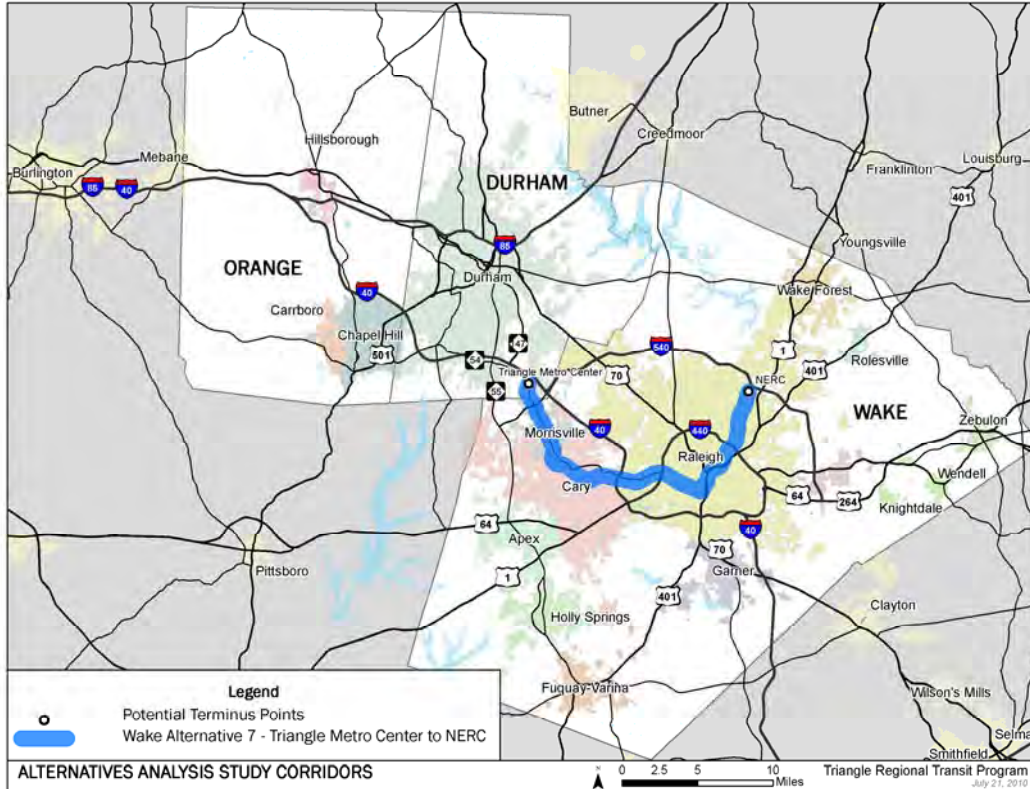 Butner
Creedmoor
Hillsborough
Louisburg
Mebane
Burlington
Franklinton
85
40
DURHAM
401
Youngsville
85
Durham
ORANGE
Wake Forest
40
Carrboro
Chapel Hill
501
54
147
540
1
Rolesville
Triangle Metro Center
70
401
NERC
55
WAKE
Zebulon
Morrisville
40
440
Raleigh
Wendell
Cary
64
264
Knightdale
64
40
Apex
70
Pittsboro
1
Garner
401
Clayton
Holly Springs
Fuquay-Varina
Wilson's Mills
Selma
Smithfield
Legend
Potential Terminus Points
Wake Alternative 7 - Triangle Metro Center to NERC
ALTERNATIVES ANALYSIS STUDY CORRIDORS
N
0 2.5 5 10
Miles
Triangle Regional Transit Program
July 21, 2010